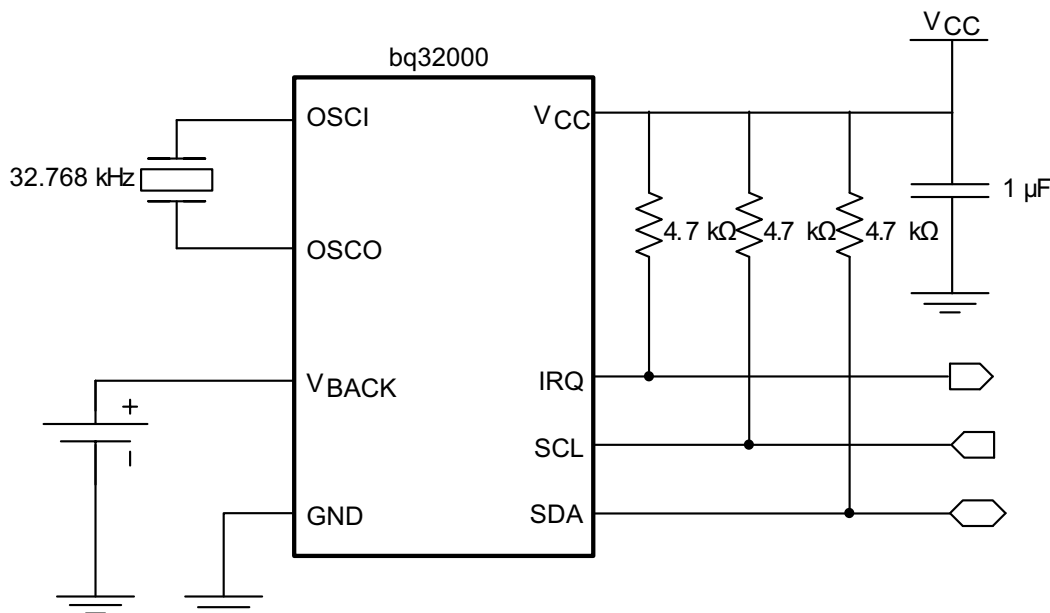 VCC
bq32000
OSCI
VCC
32.768 kHz
1 µF
4.7 kΩ
4.7 kΩ
4.7 kΩ
OSCO
VBACK
IRQ
+
SCL
–
GND
SDA